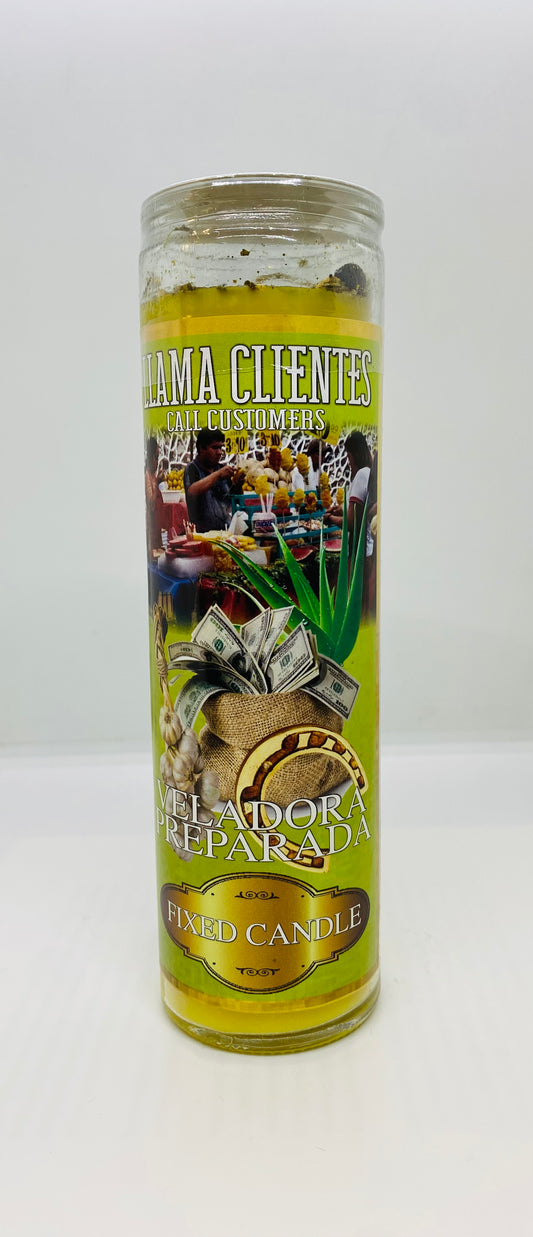 LLAMA CLIENTES
CALL CUSTOMERS
VELADORA
PREPARADA
FIXED CANDLE